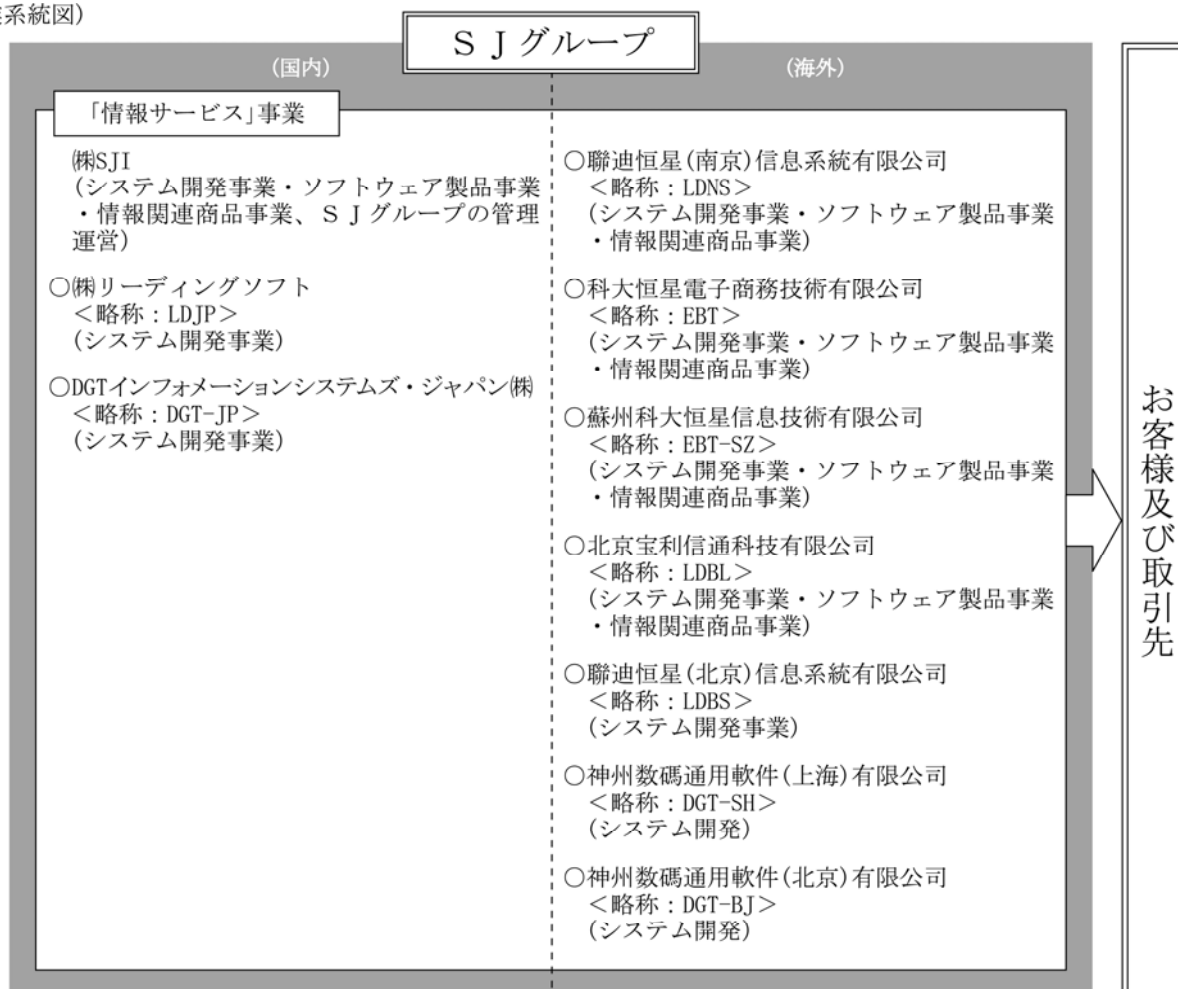 系統図)
ＳＪグループ
(国内)
(海外)
「情報サービス」事業
㈱SJI
(システム開発事業・ソフトウェア製品事業
・情報関連商品事業、ＳＪグループの管理
運営)
○㈱リーディングソフト
＜略称：LDJP＞
(システム開発事業)
○DGTインフォメーションシステムズ・ジャパン㈱
＜略称：DGT-JP＞
(システム開発事業)
○聯迪恒星(南京)信息系統有限公司
＜略称：LDNS＞
(システム開発事業・ソフトウェア製品事業
・情報関連商品事業)
○科大恒星電子商務技術有限公司
＜略称：EBT＞
(システム開発事業・ソフトウェア製品事業
・情報関連商品事業)
○蘇州科大恒星信息技術有限公司
＜略称：EBT-SZ＞
(システム開発事業・ソフトウェア製品事業
・情報関連商品事業)
○北京宝利信通科技有限公司
＜略称：LDBL＞
(システム開発事業・ソフトウェア製品事業
・情報関連商品事業)
○聯迪恒星(北京)信息系統有限公司
＜略称：LDBS＞
(システム開発事業)
○神州数碼通用軟件(上海)有限公司
＜略称：DGT-SH＞
(システム開発)
○神州数碼通用軟件(北京)有限公司
＜略称：DGT-BJ＞
(システム開発)
お客様及び取引先